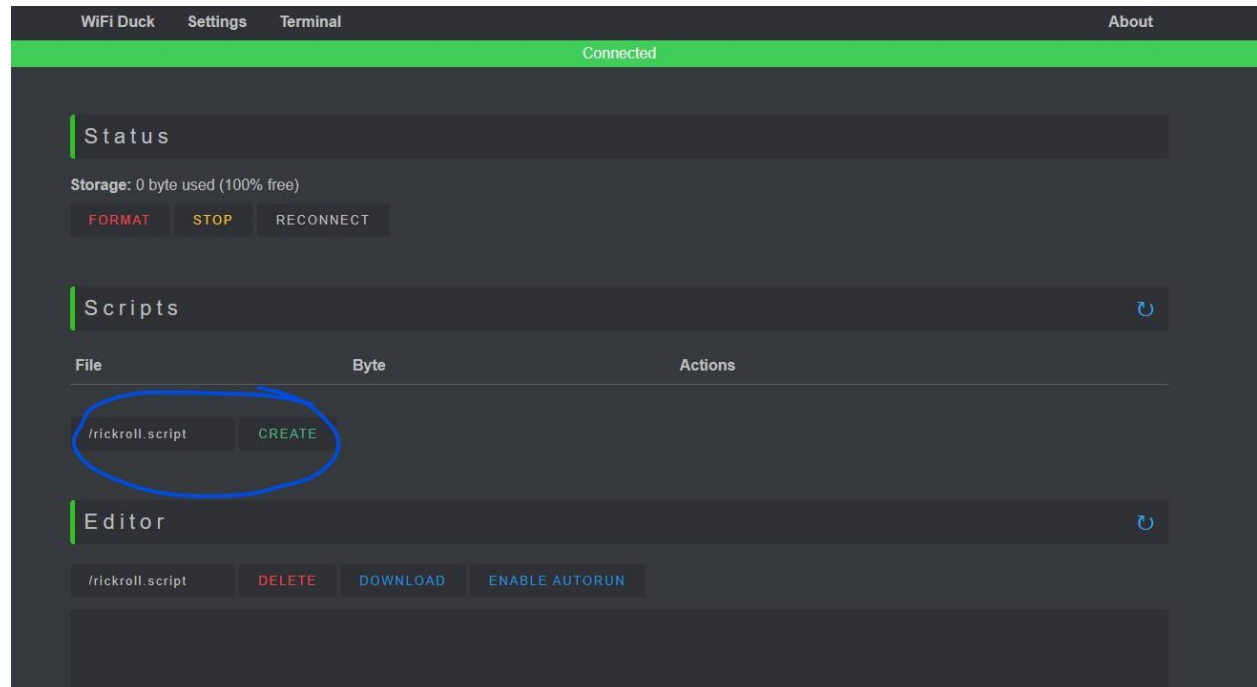 WiFi Duck Settings Terminal About
Connected
Status
Storage: 0 byte used (100% free)
FORMAT STOP RECONNECT
Scripts
File Byte Actions
/rickroll.script CREATE
Editor
/rickroll.script DELETE DOWNLOAD ENABLE AUTORUN